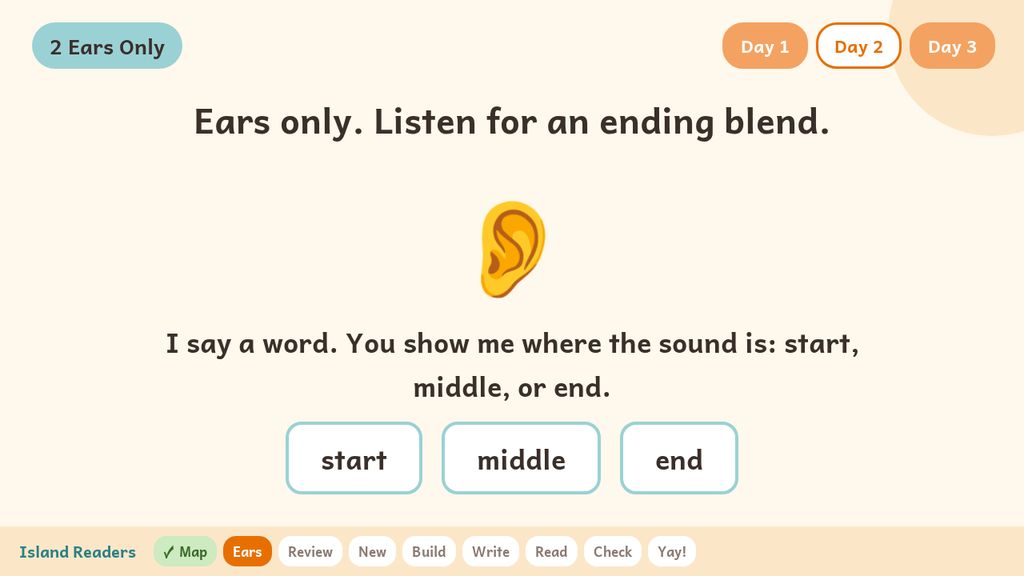 2 Ears Only
Day 1
Day 2
Day 3
Ears only. Listen for an ending blend.
I say a word. You show me where the sound is: start,
middle, or end.
start
middle
end
Island Readers
✓ Map
Ears
Review
New
Build
Write
Read
Check
Yay!